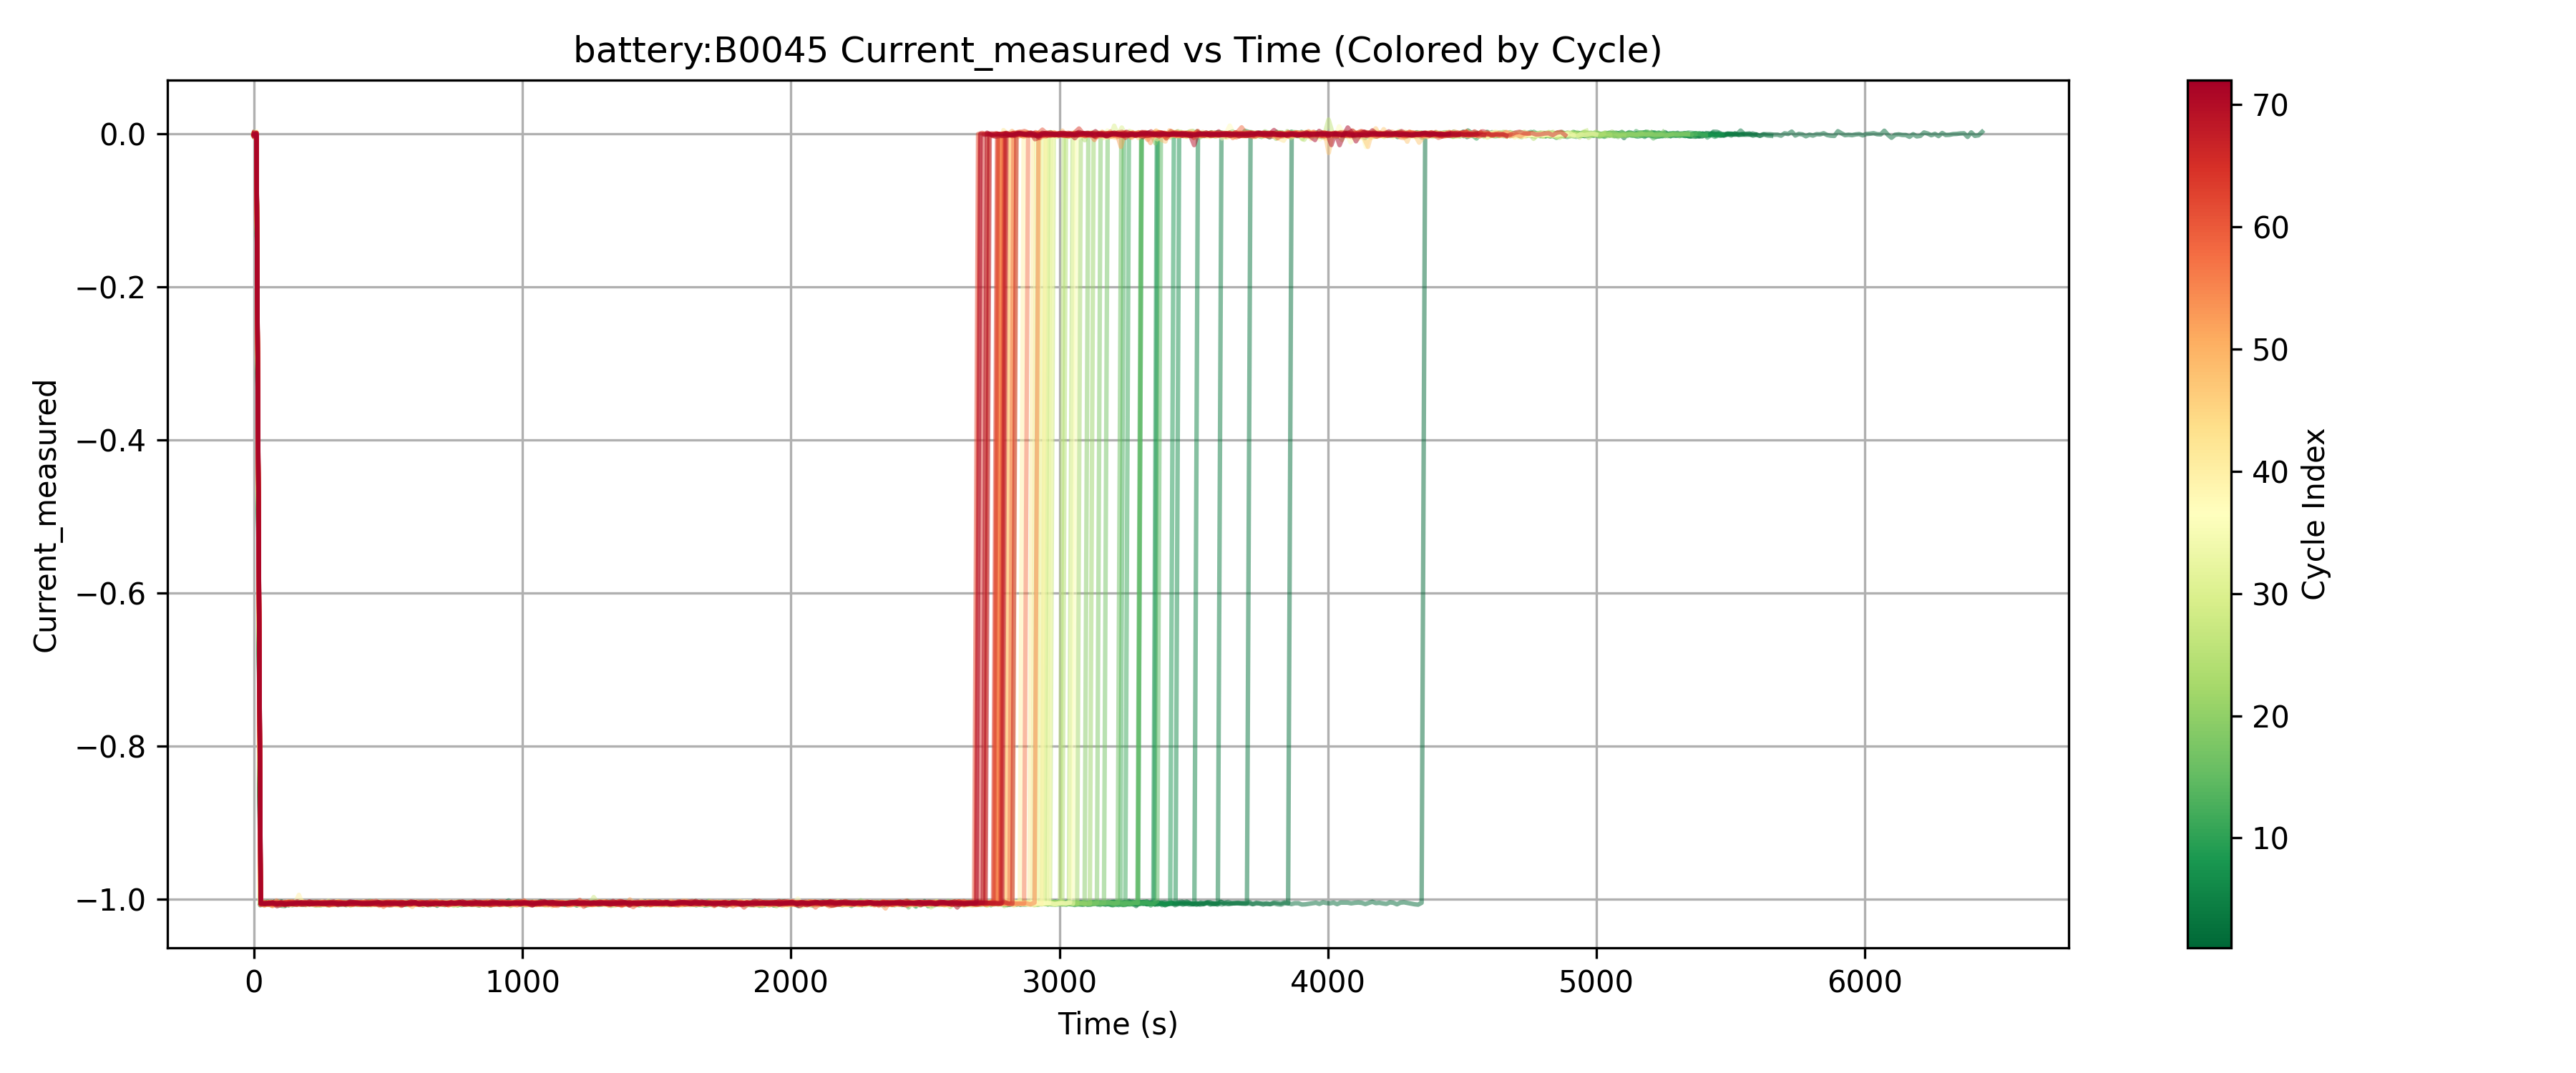 battery:B0045 Current_measured vs Time (Colored by Cycle)
Current_measured
0.0
−0.2
−0.4
−0.6
−0.8
−1.0
0 1000 2000 3000 4000 5000 6000
Time (s)
70
60
50
40
30
20
10
Cycle Index